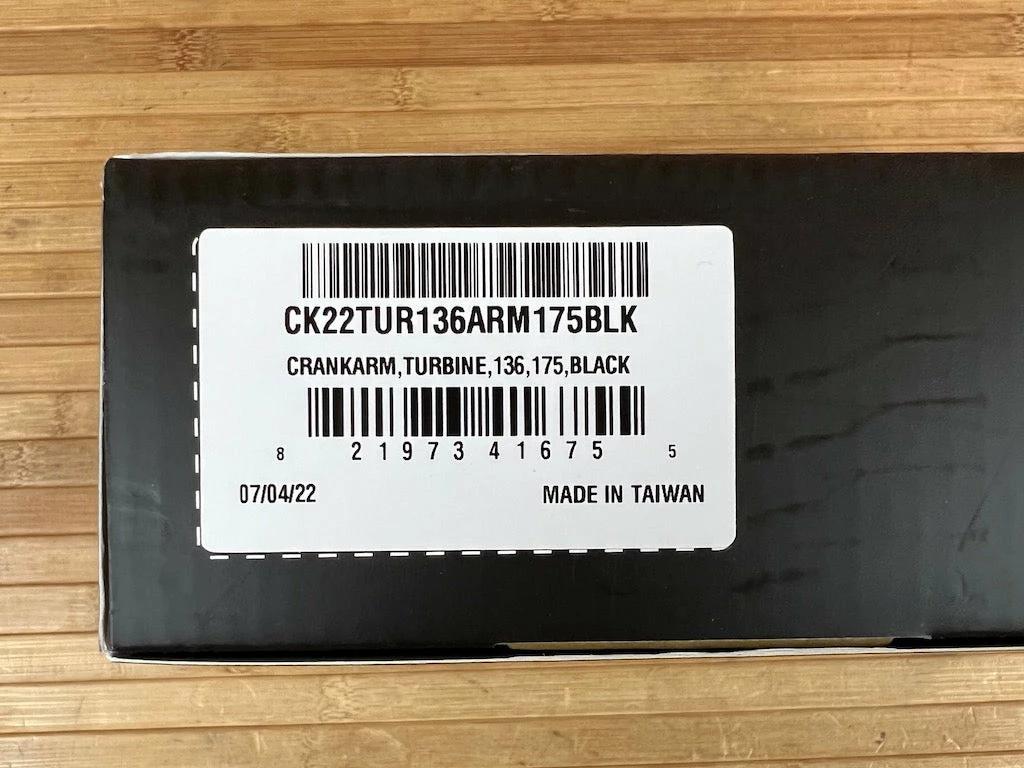 CK22TUR136ARM175BLK
CRANKARM,TURBINE,136,175,BLACK
8 21973 41675 5
07/04/22 MADE IN TAIWAN